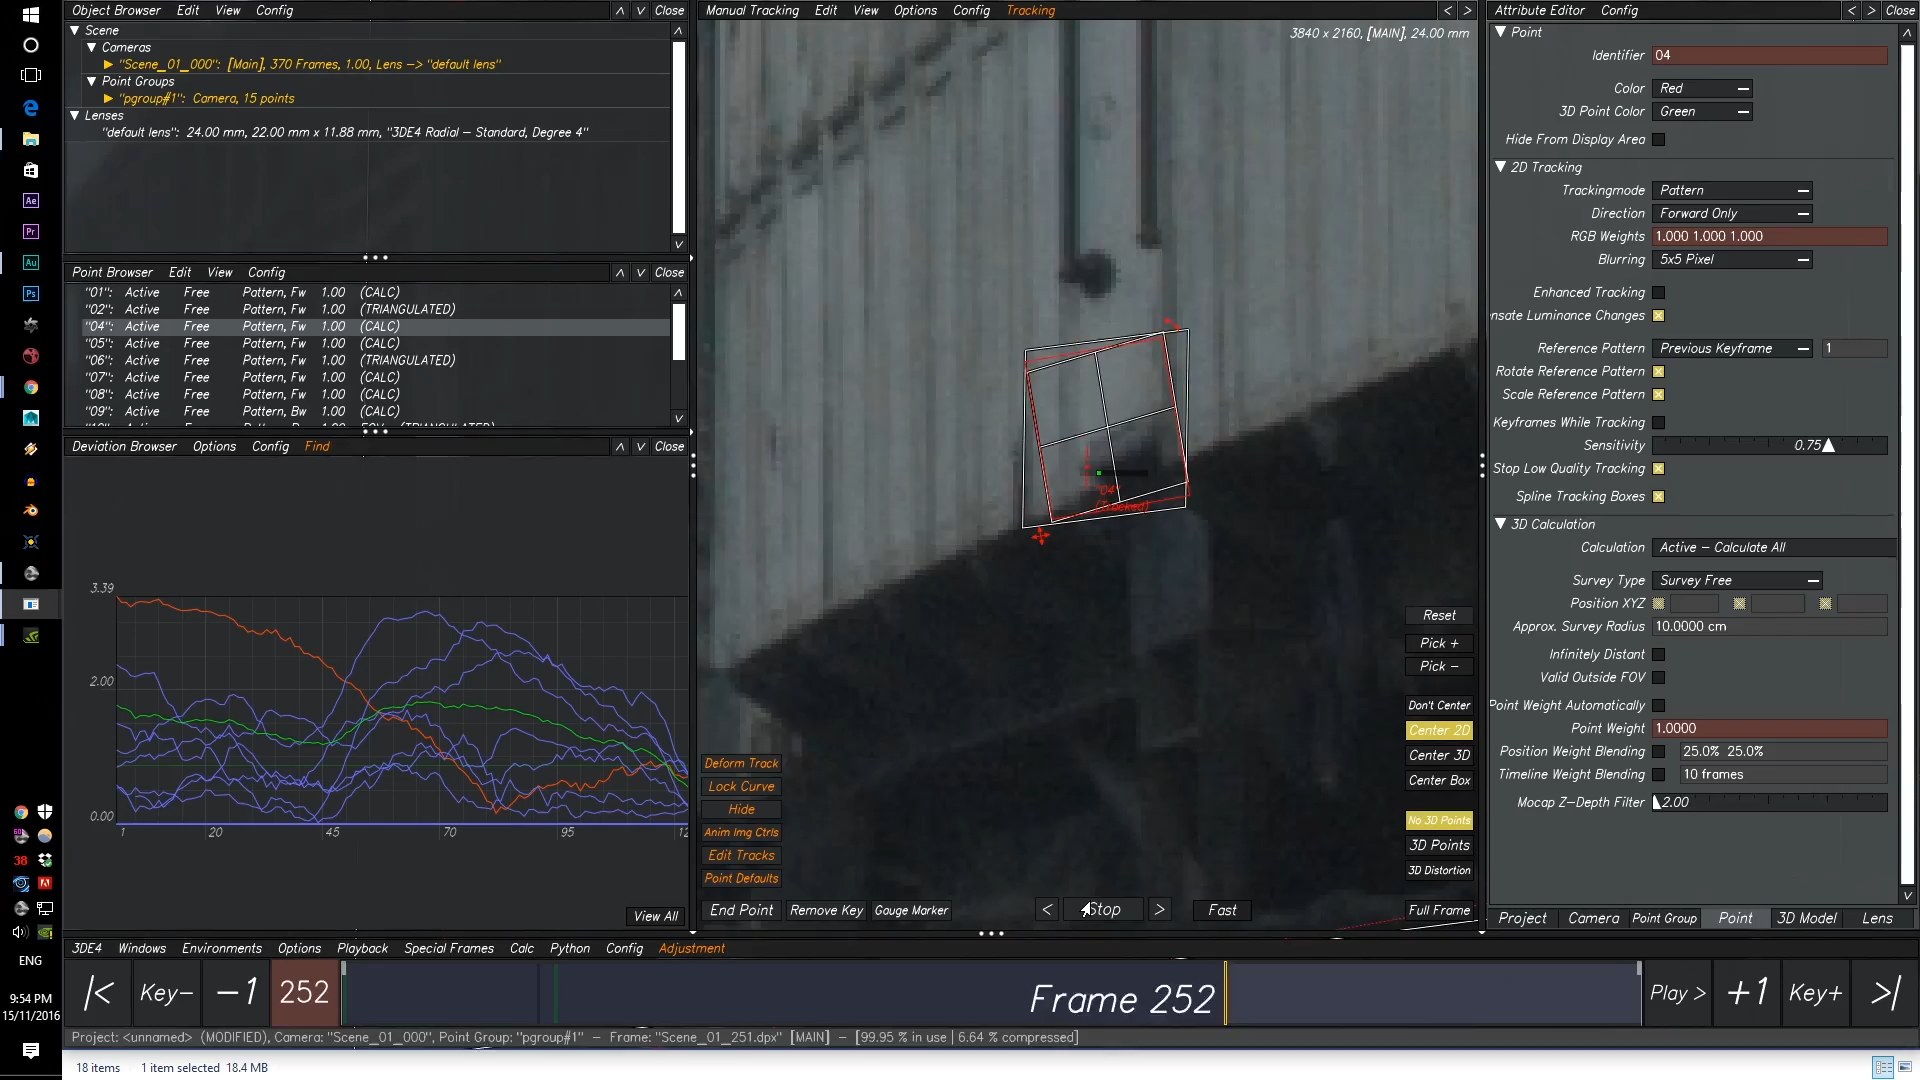 Object Browser Edit View Config Close
Scene
Cameras
"Scene_01_000": [Main], 370 Frames, 1.00, Lens -> "default lens"
Point Groups
"pgroup#1": Camera, 15 points
Lenses
"default lens": 24.00 mm, 22.00 mm x 11.88 mm, "3DE4 Radial – Standard, Degree 4"
Point Browser Edit View Config Close
"01": Active Free Pattern, Fw 1.00 (CALC)
"02": Active Free Pattern, Fw 1.00 (TRIANGULATED)
"04": Active Free Pattern, Fw 1.00 (CALC)
"05": Active Free Pattern, Fw 1.00 (CALC)
"06": Active Free Pattern, Fw 1.00 (TRIANGULATED)
"07": Active Free Pattern, Fw 1.00 (CALC)
"08": Active Free Pattern, Fw 1.00 (CALC)
"09": Active Free Pattern, Bw 1.00 (CALC)
Deviation Browser Options Config Find Close
3.39
2.00
0.00
1 20 45 70 95 12
View All
Manual Tracking Edit View Options Config Tracking < >
3840 x 2160, [MAIN], 24.00 mm
"04"
(Tracked)
Reset
Pick +
Pick –
Don't Center
Center 2D
Center 3D
Center Box
No 3D Points
3D Points
3D Distortion
Full Frame
Deform Track
Lock Curve
Hide
Anim Img Ctrls
Edit Tracks
Point Defaults
End Point Remove Key Gauge Marker < Stop > Fast
Attribute Editor Config < > Close
Point
Identifier 04
Color Red
3D Point Color Green
Hide From Display Area
2D Tracking
Trackingmode Pattern
Direction Forward Only
RGB Weights 1.000 1.000 1.000
Blurring 5x5 Pixel
Enhanced Tracking
nsate Luminance Changes
Reference Pattern Previous Keyframe 1
Rotate Reference Pattern
Scale Reference Pattern
Keyframes While Tracking
Sensitivity 0.75
Stop Low Quality Tracking
Spline Tracking Boxes
3D Calculation
Calculation Active – Calculate All
Survey Type Survey Free
Position XYZ
Approx. Survey Radius 10.0000 cm
Infinitely Distant
Valid Outside FOV
Point Weight Automatically
Point Weight 1.0000
Position Weight Blending 25.0% 25.0%
Timeline Weight Blending 10 frames
Mocap Z–Depth Filter 2.00
Project Camera Point Group Point 3D Model Lens
3DE4 Windows Environments Options Playback Special Frames Calc Python Config Adjustment
|< Key– –1 252 Frame 252 Play > +1 Key+ >|
Project: <unnamed> (MODIFIED), Camera: "Scene_01_000", Point Group: "pgroup#1" – Frame: "Scene_01_251.dpx" [MAIN] – [99.95 % in use | 6.64 % compressed]
18 items 1 item selected 18.4 MB
Ae
Pr
Au
Ps
38
ENG
9:54 PM
15/11/2016